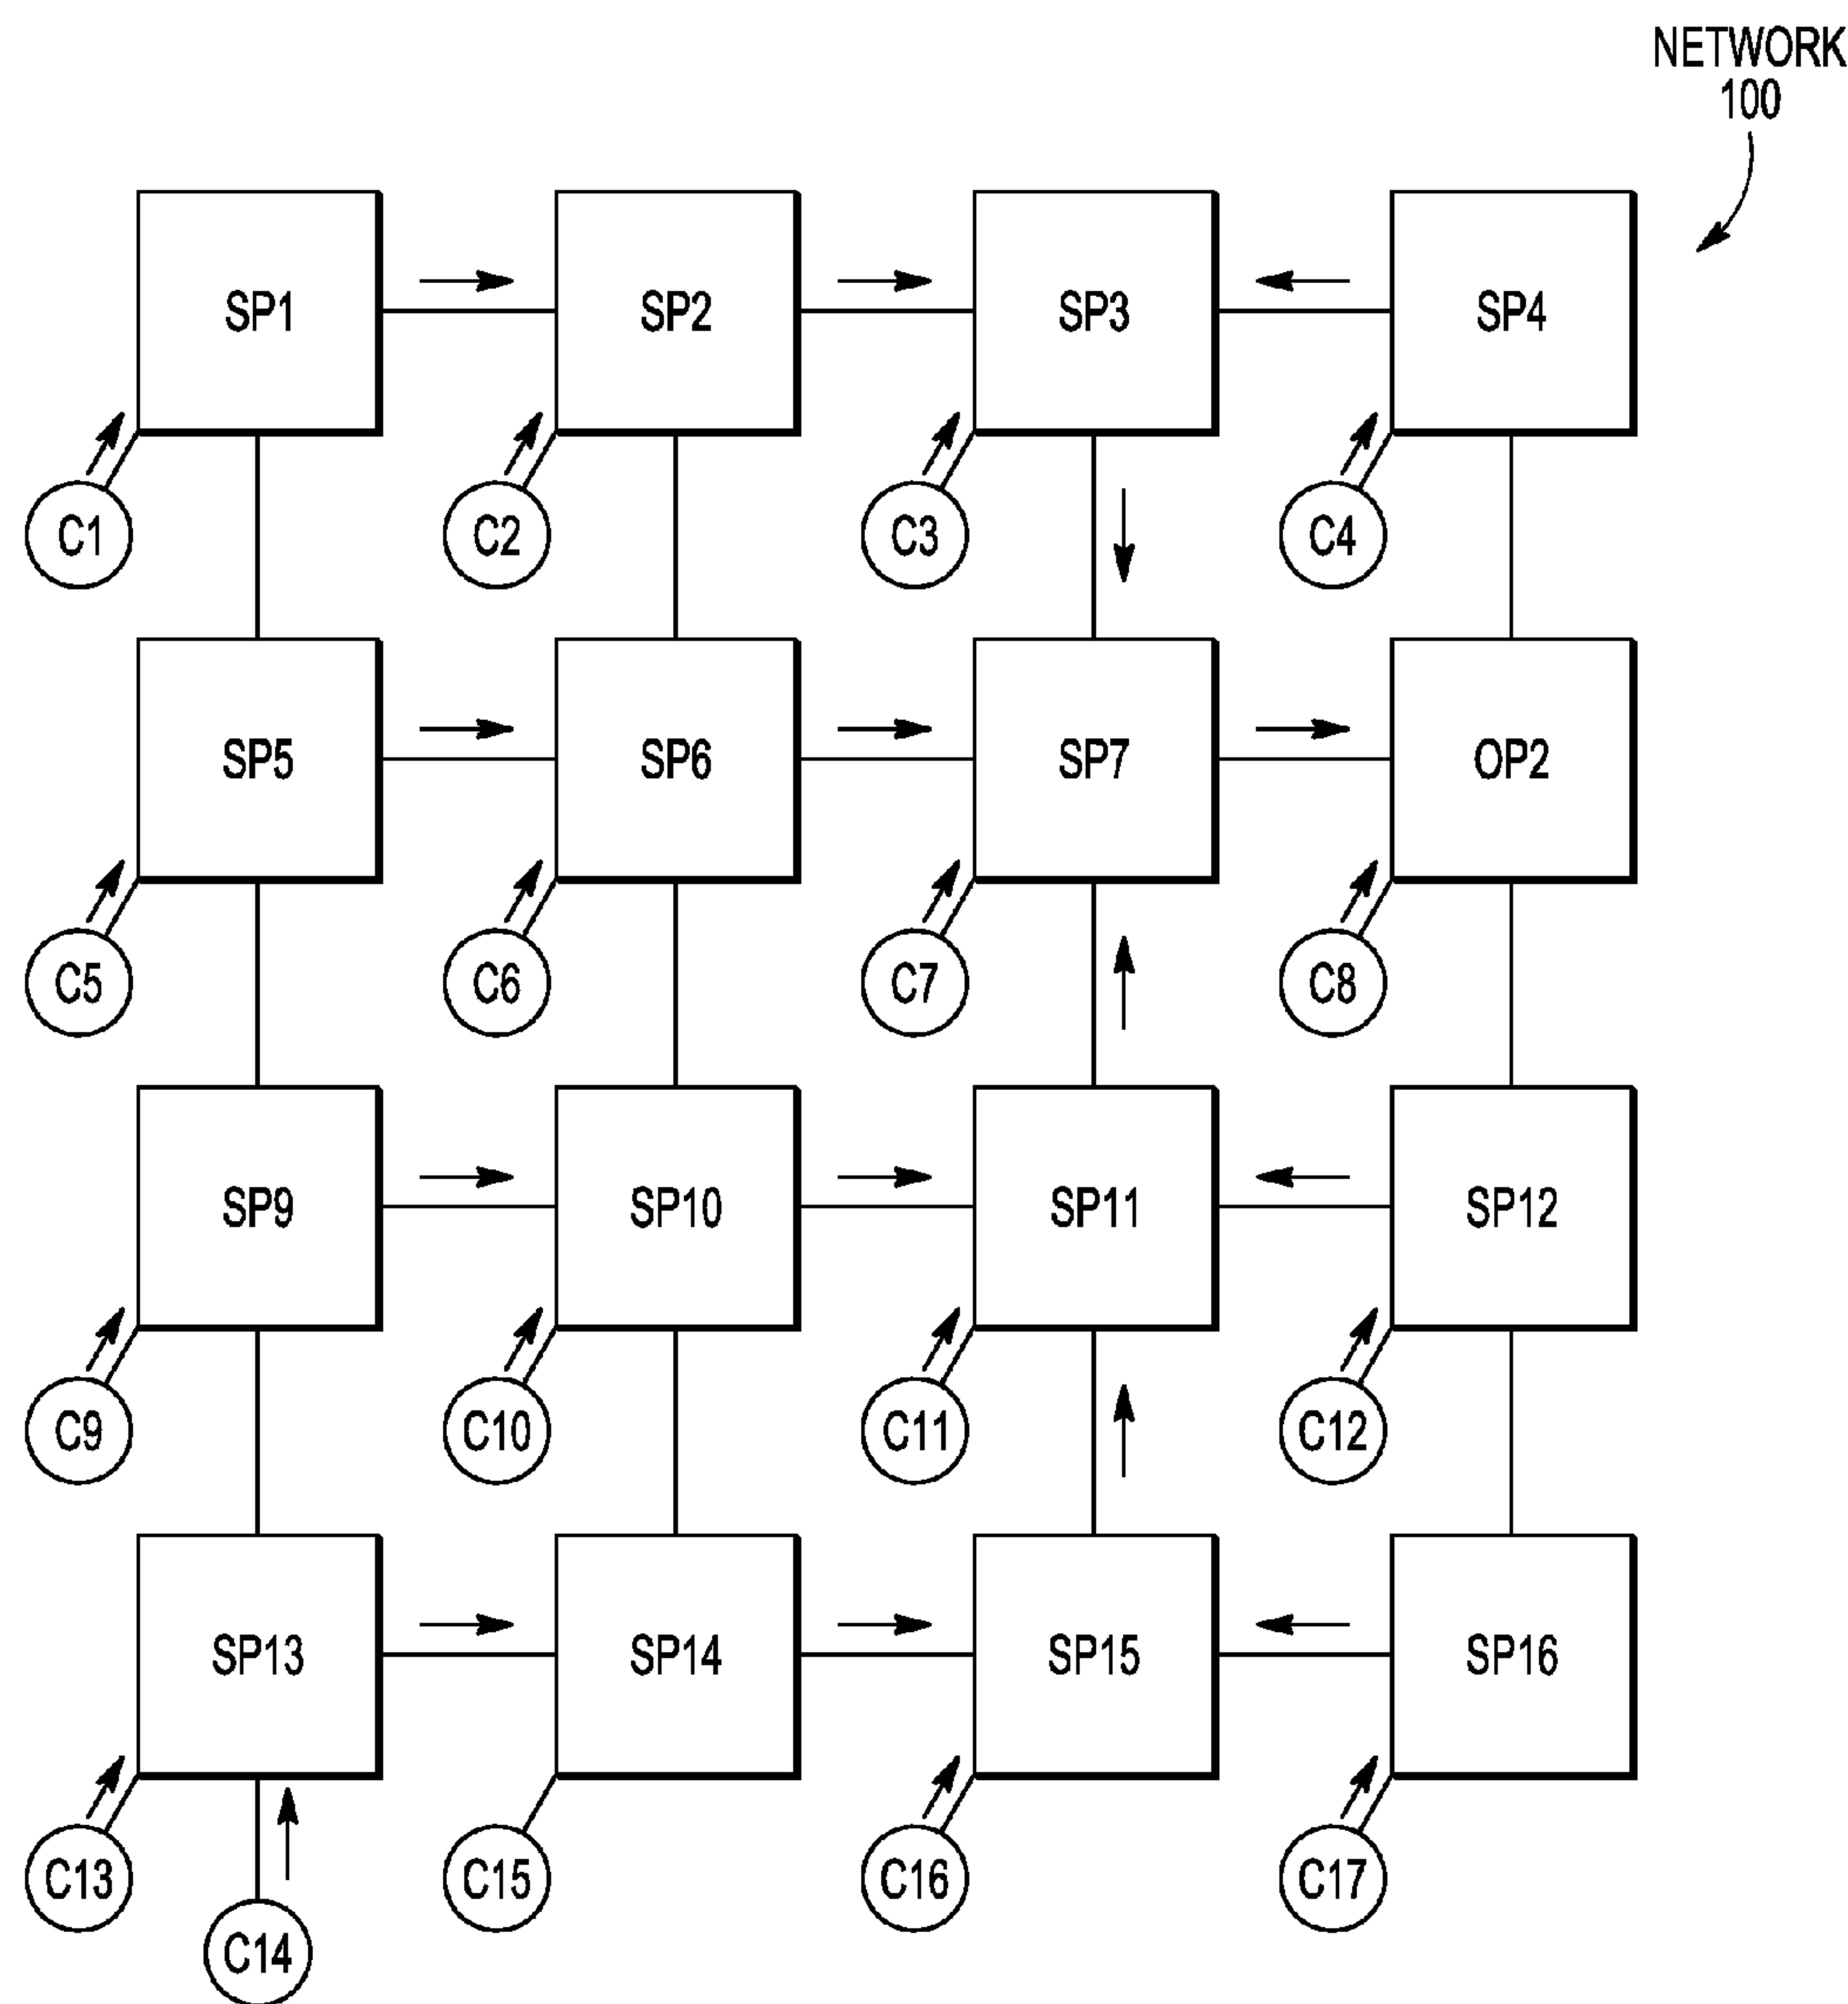 NETWORK
100
SP1
SP2
SP3
SP4
C1
C2
C3
C4
SP5
SP6
SP7
OP2
C5
C6
C7
C8
SP9
SP10
SP11
SP12
C9
C10
C11
C12
SP13
SP14
SP15
SP16
C13
C15
C16
C17
C14